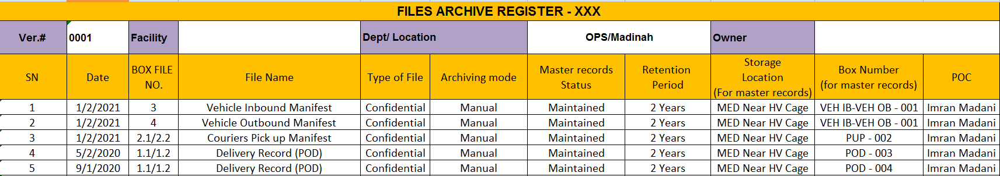 FILES ARCHIVE REGISTER - XXX
Ver.# 0001 Facility Dept/ Location OPS/Madinah Owner
SN Date BOX FILE NO. File Name Type of File Archiving mode Master records Status Retention Period Storage Location (For master records) Box Number (for master records) POC
1 1/2/2021 3 Vehicle Inbound Manifest Confidential Manual Maintained 2 Years MED Near HV Cage VEH IB-VEH OB - 001 Imran Madani
2 1/2/2021 4 Vehicle Outbound Manifest Confidential Manual Maintained 2 Years MED Near HV Cage VEH IB-VEH OB - 001 Imran Madani
3 1/2/2021 2.1/2.2 Couriers Pick up Manifest Confidential Manual Maintained 2 Years MED Near HV Cage PUP - 002 Imran Madani
4 5/2/2020 1.1/1.2 Delivery Record (POD) Confidential Manual Maintained 2 Years MED Near HV Cage POD - 003 Imran Madani
5 9/1/2020 1.1/1.2 Delivery Record (POD) Confidential Manual Maintained 2 Years MED Near HV Cage POD - 004 Imran Madani